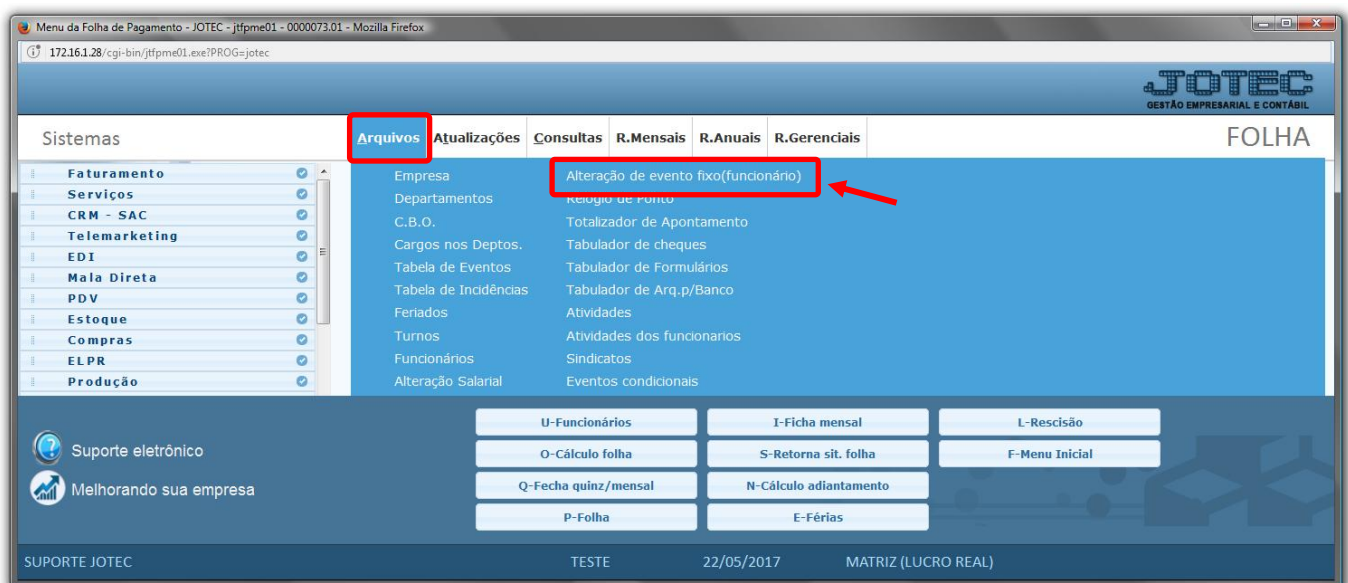 Menu da Folha de Pagamento - JOTEC - jtfpme01 - 0000073.01 - Mozilla Firefox
172.16.1.28/cgi-bin/jtfpme01.exe?PROG=jotec
JOTEC
GESTÃO EMPRESARIAL E CONTÁBIL
Sistemas
Arquivos Atualizações Consultas R.Mensais R.Anuais R.Gerenciais
FOLHA
Faturamento
Serviços
CRM - SAC
Telemarketing
EDI
Mala Direta
PDV
Estoque
Compras
ELPR
Produção
Empresa
Departamentos
C.B.O.
Cargos nos Deptos.
Tabela de Eventos
Tabela de Incidências
Feriados
Turnos
Funcionários
Alteração Salarial
Alteração de evento fixo(funcionário)
Relógio de Ponto
Totalizador de Apontamento
Tabulador de cheques
Tabulador de Formulários
Tabulador de Arq.p/Banco
Atividades
Atividades dos funcionarios
Sindicatos
Eventos condicionais
Suporte eletrônico
Melhorando sua empresa
U-Funcionários I-Ficha mensal L-Rescisão
O-Cálculo folha S-Retorna sit. folha F-Menu Inicial
Q-Fecha quinz/mensal N-Cálculo adiantamento
P-Folha E-Férias
SUPORTE JOTEC TESTE 22/05/2017 MATRIZ (LUCRO REAL)